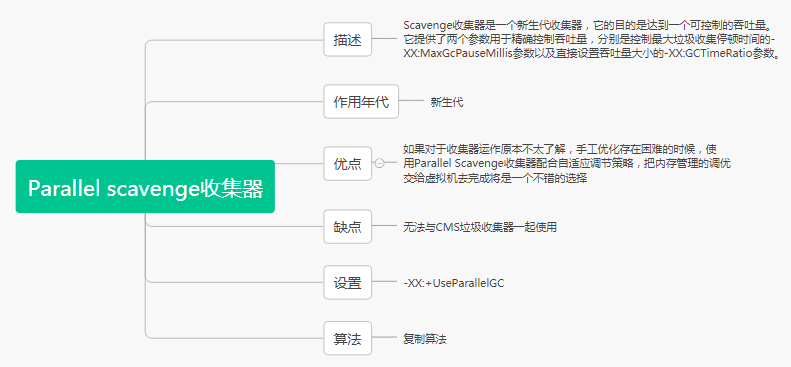 Parallel scavenge收集器
描述
Scavenge收集器是一个新生代收集器，它的目的是达到一个可控制的吞吐量。
它提供了两个参数用于精确控制吞吐量，分别是控制最大垃圾收集停顿时间的-
XX:MaxGcPauseMillis参数以及直接设置吞吐量大小的-XX:GCTimeRatio参数。
作用年代
新生代
优点
如果对于收集器运作原本不太了解，手工优化存在困难的时候，使
用Parallel Scavenge收集器配合自适应调节策略，把内存管理的调优
交给虚拟机去完成将是一个不错的选择
缺点
无法与CMS垃圾收集器一起使用
设置
-XX:+UseParallelGC
算法
复制算法